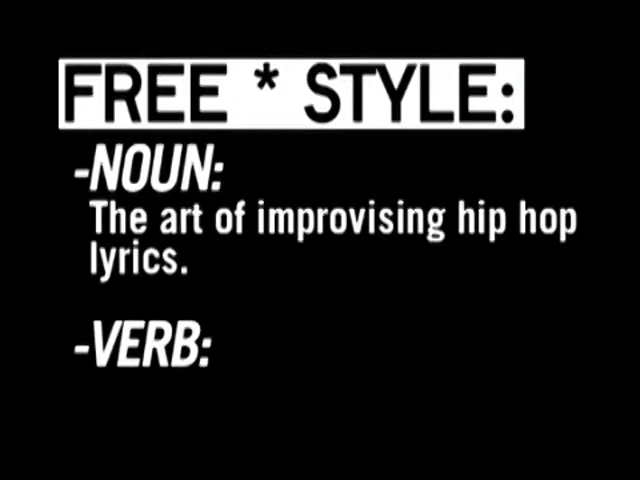 FREE * STYLE:
-NOUN:
The art of improvising hip hop
lyrics.
-VERB: